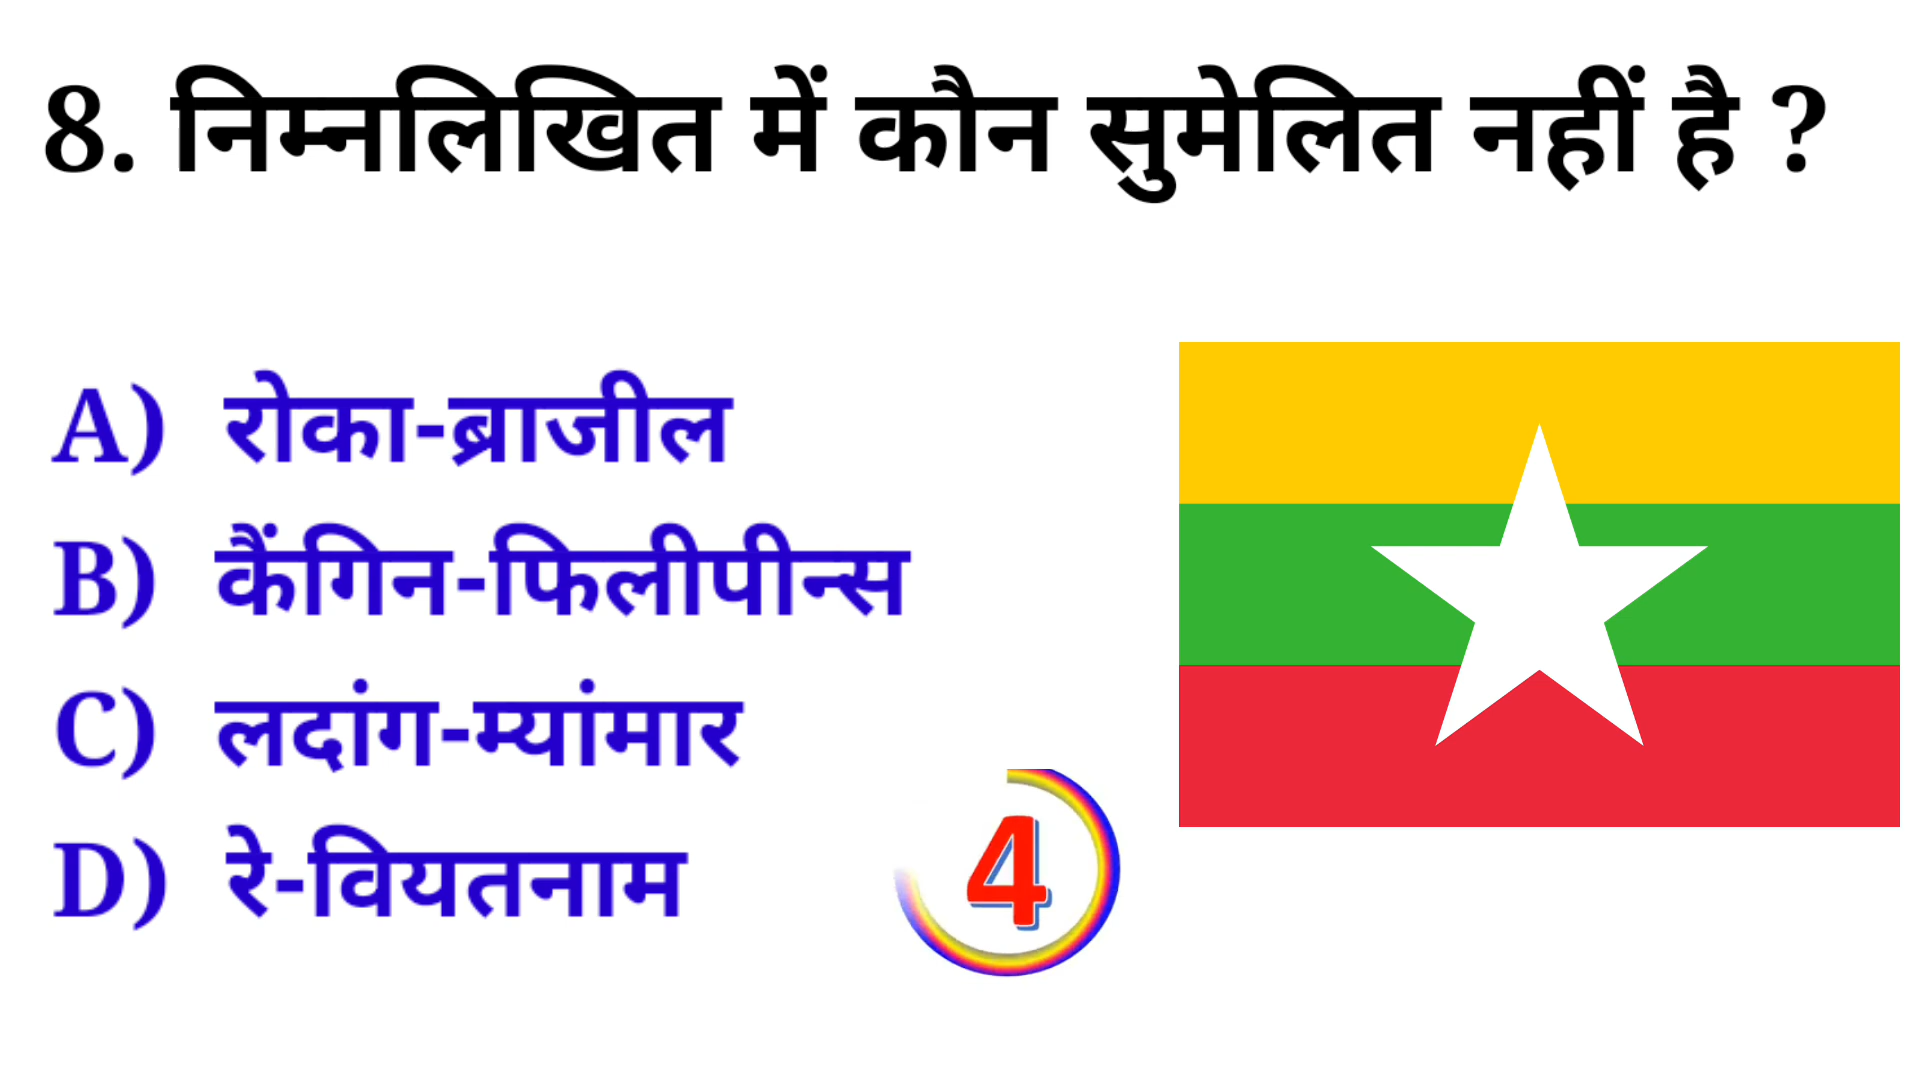 8. निम्नलिखित में कौन सुमेलित नहीं है ?
A) रोका-ब्राजील
B) कैंगिन-फिलीपीन्स
C) लदांग-म्यांमार
D) रे-वियतनाम
4